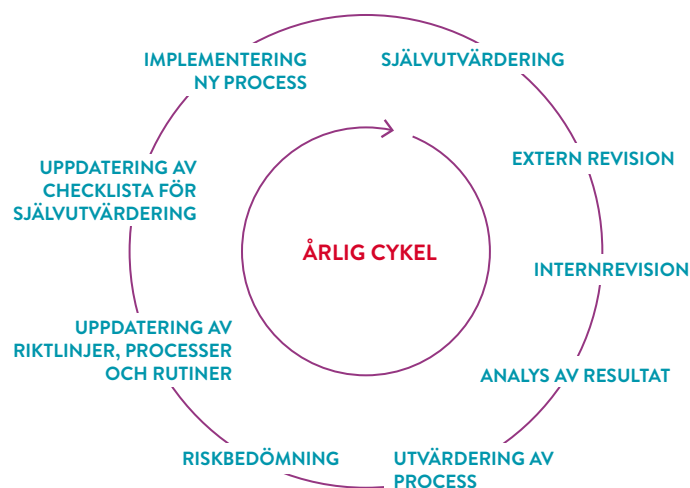 IMPLEMENTERING
NY PROCESS
SJÄLVUTVÄRDERING
EXTERN REVISION
INTERNREVISION
ANALYS AV RESULTAT
UTVÄRDERING AV
PROCESS
RISKBEDÖMNING
UPPDATERING AV
RIKTLINJER, PROCESSER
OCH RUTINER
UPPDATERING AV
CHECKLISTA FÖR
SJÄLVUTVÄRDERING
ÅRLIG CYKEL